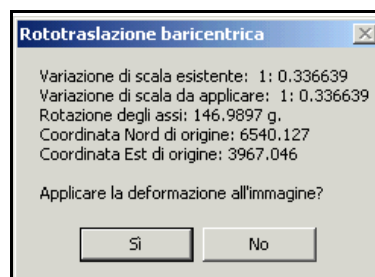 Rototraslazione baricentrica
Variazione di scala esistente: 1: 0.336639
Variazione di scala da applicare: 1: 0.336639
Rotazione degli assi: 146.9897 g.
Coordinata Nord di origine: 6540.127
Coordinata Est di origine: 3967.046
Applicare la deformazione all'immagine?
Sì
No